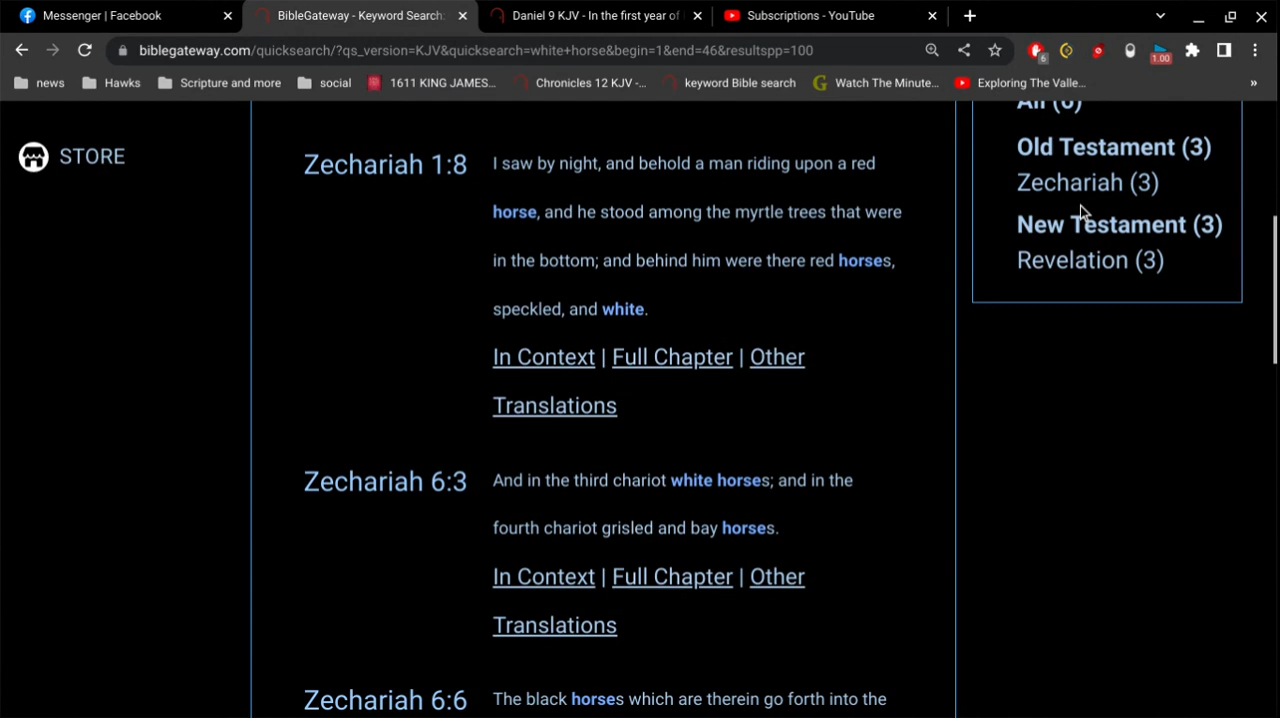 Messenger | Facebook
BibleGateway - Keyword Search:
Daniel 9 KJV - In the first year of
Subscriptions - YouTube
biblegateway.com/quicksearch/?qs_version=KJV&quicksearch=white+horse&begin=1&end=46&resultspp=100
6
1.00
news
Hawks
Scripture and more
social
1611 KING JAMES...
Chronicles 12 KJV -...
keyword Bible search
Watch The Minute...
Exploring The Valle...
»
STORE
Zechariah 1:8
I saw by night, and behold a man riding upon a red
horse, and he stood among the myrtle trees that were
in the bottom; and behind him were there red horses,
speckled, and white.
In Context | Full Chapter | Other
Translations
Zechariah 6:3
And in the third chariot white horses; and in the
fourth chariot grisled and bay horses.
In Context | Full Chapter | Other
Translations
Zechariah 6:6
The black horses which are therein go forth into the
All (6)
Old Testament (3)
Zechariah (3)
New Testament (3)
Revelation (3)